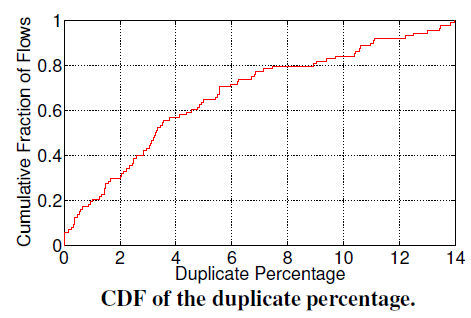 Cumulative Fraction of Flows
1
0.8
0.6
0.4
0.2
0
0 2 4 6 8 10 12 14
Duplicate Percentage
CDF of the duplicate percentage.